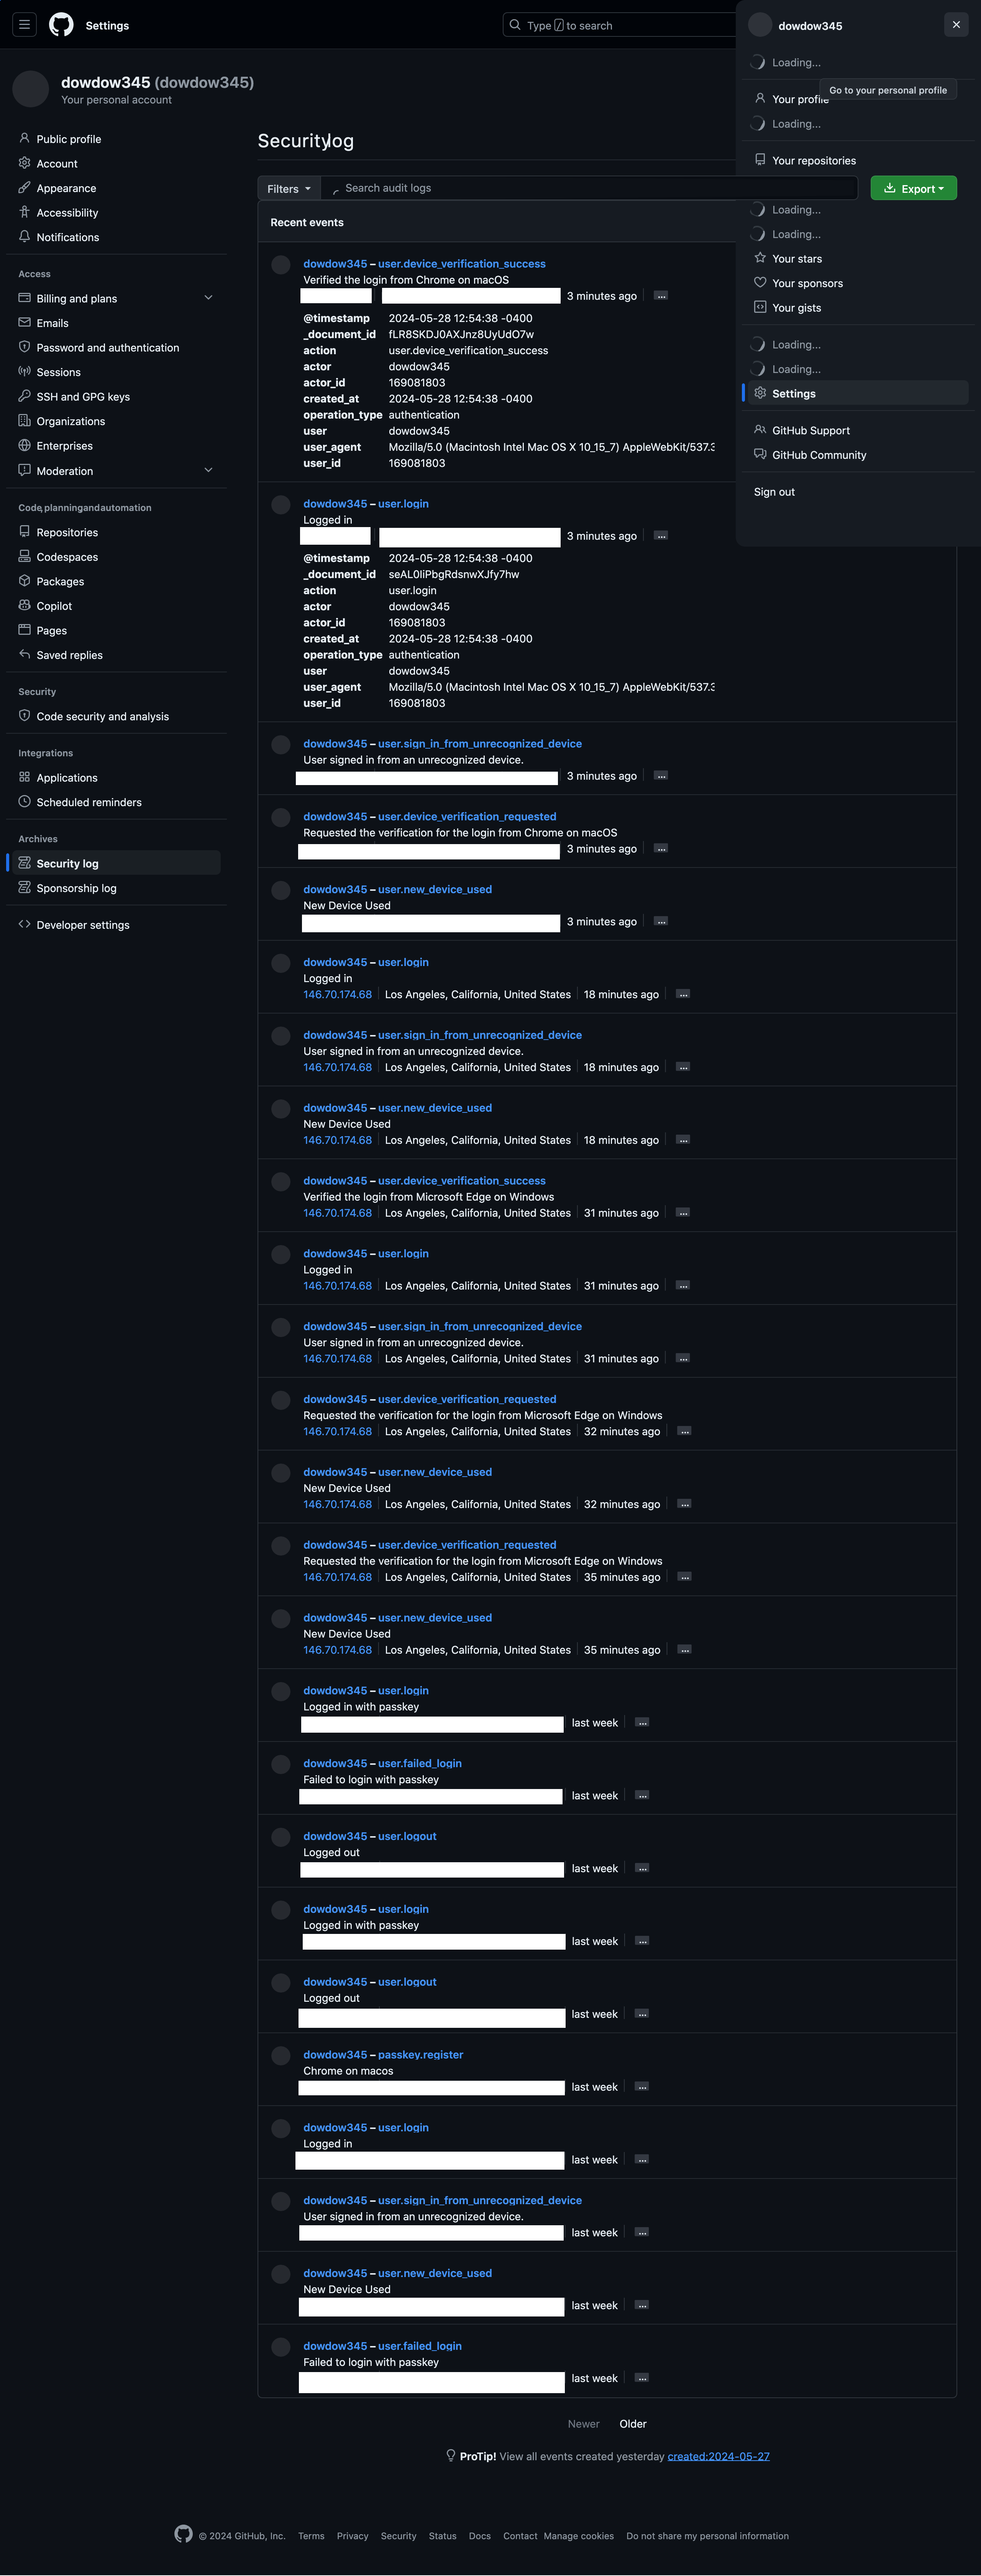 Settings
Type / to search
dowdow345
Loading...
Go to your personal profile
Your profile
Loading...
Your repositories
Loading...
Loading...
Your stars
Your sponsors
Your gists
Loading...
Loading...
Settings
GitHub Support
GitHub Community
Sign out
dowdow345 (dowdow345)
Your personal account
Public profile
Account
Appearance
Accessibility
Notifications
Access
Billing and plans
Emails
Password and authentication
Sessions
SSH and GPG keys
Organizations
Enterprises
Moderation
Code, planning and automation
Repositories
Codespaces
Packages
Copilot
Pages
Saved replies
Security
Code security and analysis
Integrations
Applications
Scheduled reminders
Archives
Security log
Sponsorship log
Developer settings
Security log
Filters
Search audit logs
Export
Recent events
dowdow345 – user.device_verification_success
Verified the login from Chrome on macOS
3 minutes ago ...
@timestamp 2024-05-28 12:54:38 -0400
_document_id fLR8SKDJ0AXJnz8UyUdO7w
action user.device_verification_success
actor dowdow345
actor_id 169081803
created_at 2024-05-28 12:54:38 -0400
operation_type authentication
user dowdow345
user_agent Mozilla/5.0 (Macintosh Intel Mac OS X 10_15_7) AppleWebKit/537.3
user_id 169081803
dowdow345 – user.login
Logged in
3 minutes ago ...
@timestamp 2024-05-28 12:54:38 -0400
_document_id seAL0IiPbgRdsnwXJfy7hw
action user.login
actor dowdow345
actor_id 169081803
created_at 2024-05-28 12:54:38 -0400
operation_type authentication
user dowdow345
user_agent Mozilla/5.0 (Macintosh Intel Mac OS X 10_15_7) AppleWebKit/537.3
user_id 169081803
dowdow345 – user.sign_in_from_unrecognized_device
User signed in from an unrecognized device.
3 minutes ago ...
dowdow345 – user.device_verification_requested
Requested the verification for the login from Chrome on macOS
3 minutes ago ...
dowdow345 – user.new_device_used
New Device Used
3 minutes ago ...
dowdow345 – user.login
Logged in
146.70.174.68 Los Angeles, California, United States 18 minutes ago ...
dowdow345 – user.sign_in_from_unrecognized_device
User signed in from an unrecognized device.
146.70.174.68 Los Angeles, California, United States 18 minutes ago ...
dowdow345 – user.new_device_used
New Device Used
146.70.174.68 Los Angeles, California, United States 18 minutes ago ...
dowdow345 – user.device_verification_success
Verified the login from Microsoft Edge on Windows
146.70.174.68 Los Angeles, California, United States 31 minutes ago ...
dowdow345 – user.login
Logged in
146.70.174.68 Los Angeles, California, United States 31 minutes ago ...
dowdow345 – user.sign_in_from_unrecognized_device
User signed in from an unrecognized device.
146.70.174.68 Los Angeles, California, United States 31 minutes ago ...
dowdow345 – user.device_verification_requested
Requested the verification for the login from Microsoft Edge on Windows
146.70.174.68 Los Angeles, California, United States 32 minutes ago ...
dowdow345 – user.new_device_used
New Device Used
146.70.174.68 Los Angeles, California, United States 32 minutes ago ...
dowdow345 – user.device_verification_requested
Requested the verification for the login from Microsoft Edge on Windows
146.70.174.68 Los Angeles, California, United States 35 minutes ago ...
dowdow345 – user.new_device_used
New Device Used
146.70.174.68 Los Angeles, California, United States 35 minutes ago ...
dowdow345 – user.login
Logged in with passkey
last week ...
dowdow345 – user.failed_login
Failed to login with passkey
last week ...
dowdow345 – user.logout
Logged out
last week ...
dowdow345 – user.login
Logged in with passkey
last week ...
dowdow345 – user.logout
Logged out
last week ...
dowdow345 – passkey.register
Chrome on macos
last week ...
dowdow345 – user.login
Logged in
last week ...
dowdow345 – user.sign_in_from_unrecognized_device
User signed in from an unrecognized device.
last week ...
dowdow345 – user.new_device_used
New Device Used
last week ...
dowdow345 – user.failed_login
Failed to login with passkey
last week ...
Newer Older
ProTip! View all events created yesterday created:2024-05-27
© 2024 GitHub, Inc. Terms Privacy Security Status Docs Contact Manage cookies Do not share my personal information